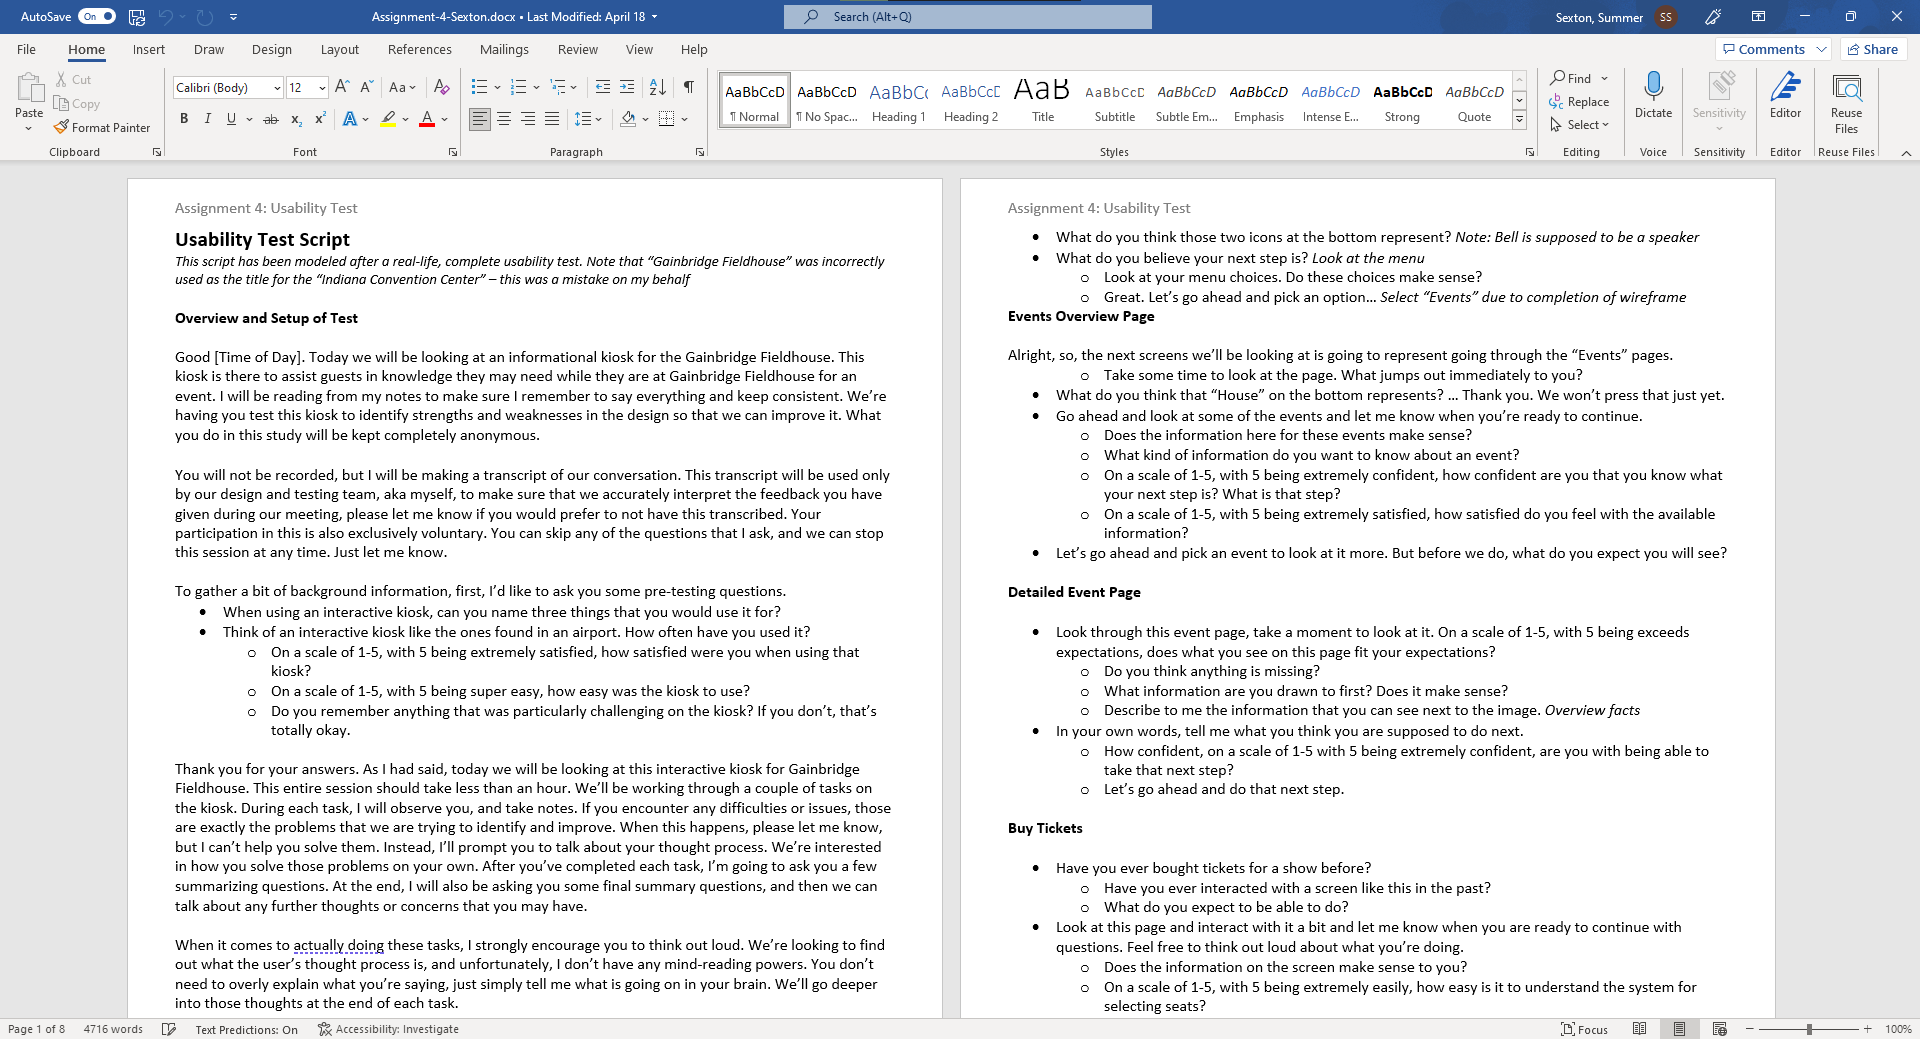 AutoSave On Assignment-4-Sexton.docx • Last Modified: April 18 Search (Alt+Q) Sexton, Summer SS
File Home Insert Draw Design Layout References Mailings Review View Help Comments Share
Paste
Cut
Copy
Format Painter
Clipboard
Calibri (Body) 12
Font
Paragraph
AaBbCcD AaBbCcD AaBbCc AaBbCcC AaB AaBbCcC AaBbCcD AaBbCcD AaBbCcD AaBbCcD AaBbCcD
¶ Normal ¶ No Spac... Heading 1 Heading 2 Title Subtitle Subtle Em... Emphasis Intense E... Strong Quote
Styles
Find
Replace
Select
Editing
Dictate
Voice
Sensitivity
Sensitivity
Editor
Editor
Reuse
Files
Reuse Files
Assignment 4: Usability Test
Usability Test Script
This script has been modeled after a real-life, complete usability test. Note that “Gainbridge Fieldhouse” was incorrectly
used as the title for the “Indiana Convention Center” – this was a mistake on my behalf
Overview and Setup of Test
Good [Time of Day]. Today we will be looking at an informational kiosk for the Gainbridge Fieldhouse. This
kiosk is there to assist guests in knowledge they may need while they are at Gainbridge Fieldhouse for an
event. I will be reading from my notes to make sure I remember to say everything and keep consistent. We’re
having you test this kiosk to identify strengths and weaknesses in the design so that we can improve it. What
you do in this study will be kept completely anonymous.
You will not be recorded, but I will be making a transcript of our conversation. This transcript will be used only
by our design and testing team, aka myself, to make sure that we accurately interpret the feedback you have
given during our meeting, please let me know if you would prefer to not have this transcribed. Your
participation in this is also exclusively voluntary. You can skip any of the questions that I ask, and we can stop
this session at any time. Just let me know.
To gather a bit of background information, first, I’d like to ask you some pre-testing questions.
• When using an interactive kiosk, can you name three things that you would use it for?
• Think of an interactive kiosk like the ones found in an airport. How often have you used it?
o On a scale of 1-5, with 5 being extremely satisfied, how satisfied were you when using that
kiosk?
o On a scale of 1-5, with 5 being super easy, how easy was the kiosk to use?
o Do you remember anything that was particularly challenging on the kiosk? If you don’t, that’s
totally okay.
Thank you for your answers. As I had said, today we will be looking at this interactive kiosk for Gainbridge
Fieldhouse. This entire session should take less than an hour. We’ll be working through a couple of tasks on
the kiosk. During each task, I will observe you, and take notes. If you encounter any difficulties or issues, those
are exactly the problems that we are trying to identify and improve. When this happens, please let me know,
but I can’t help you solve them. Instead, I’ll prompt you to talk about your thought process. We’re interested
in how you solve those problems on your own. After you’ve completed each task, I’m going to ask you a few
summarizing questions. At the end, I will also be asking you some final summary questions, and then we can
talk about any further thoughts or concerns that you may have.
When it comes to actually doing these tasks, I strongly encourage you to think out loud. We’re looking to find
out what the user’s thought process is, and unfortunately, I don’t have any mind-reading powers. You don’t
need to overly explain what you’re saying, just simply tell me what is going on in your brain. We’ll go deeper
into those thoughts at the end of each task.
Assignment 4: Usability Test
• What do you think those two icons at the bottom represent? Note: Bell is supposed to be a speaker
• What do you believe your next step is? Look at the menu
o Look at your menu choices. Do these choices make sense?
o Great. Let’s go ahead and pick an option… Select “Events” due to completion of wireframe
Events Overview Page
Alright, so, the next screens we’ll be looking at is going to represent going through the “Events” pages.
o Take some time to look at the page. What jumps out immediately to you?
• What do you think that “House” on the bottom represents? … Thank you. We won’t press that just yet.
• Go ahead and look at some of the events and let me know when you’re ready to continue.
o Does the information here for these events make sense?
o What kind of information do you want to know about an event?
o On a scale of 1-5, with 5 being extremely confident, how confident are you that you know what
your next step is? What is that step?
o On a scale of 1-5, with 5 being extremely satisfied, how satisfied do you feel with the available
information?
• Let’s go ahead and pick an event to look at it more. But before we do, what do you expect you will see?
Detailed Event Page
• Look through this event page, take a moment to look at it. On a scale of 1-5, with 5 being exceeds
expectations, does what you see on this page fit your expectations?
o Do you think anything is missing?
o What information are you drawn to first? Does it make sense?
o Describe to me the information that you can see next to the image. Overview facts
• In your own words, tell me what you think you are supposed to do next.
o How confident, on a scale of 1-5 with 5 being extremely confident, are you with being able to
take that next step?
o Let’s go ahead and do that next step.
Buy Tickets
• Have you ever bought tickets for a show before?
o Have you ever interacted with a screen like this in the past?
o What do you expect to be able to do?
• Look at this page and interact with it a bit and let me know when you are ready to continue with
questions. Feel free to think out loud about what you’re doing.
o Does the information on the screen make sense to you?
o On a scale of 1-5, with 5 being extremely easily, how easy is it to understand the system for
selecting seats?
Page 1 of 8 4716 words Text Predictions: On Accessibility: Investigate Focus 100%